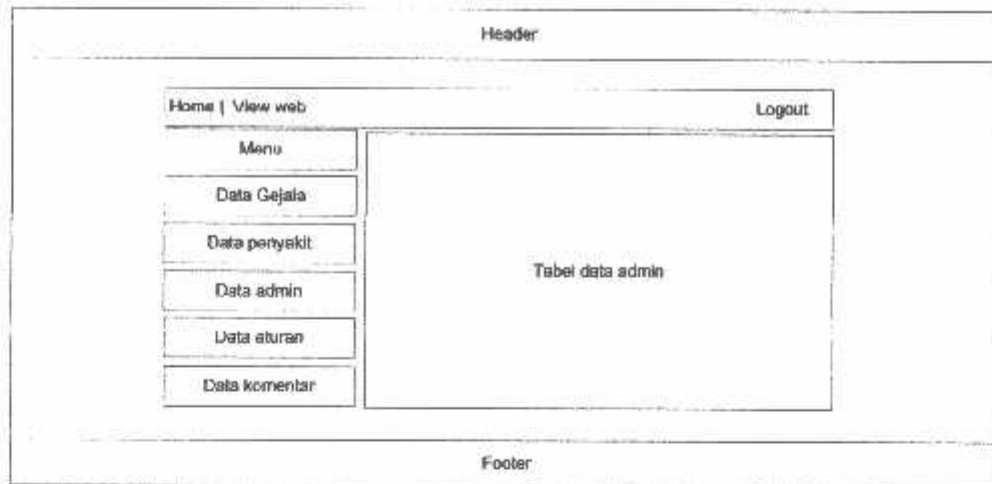 Header
Home | View web Logout
Menu
Data Gejala
Data penyakit
Data admin
Data aturan
Data komentar
Tabel data admin
Footer